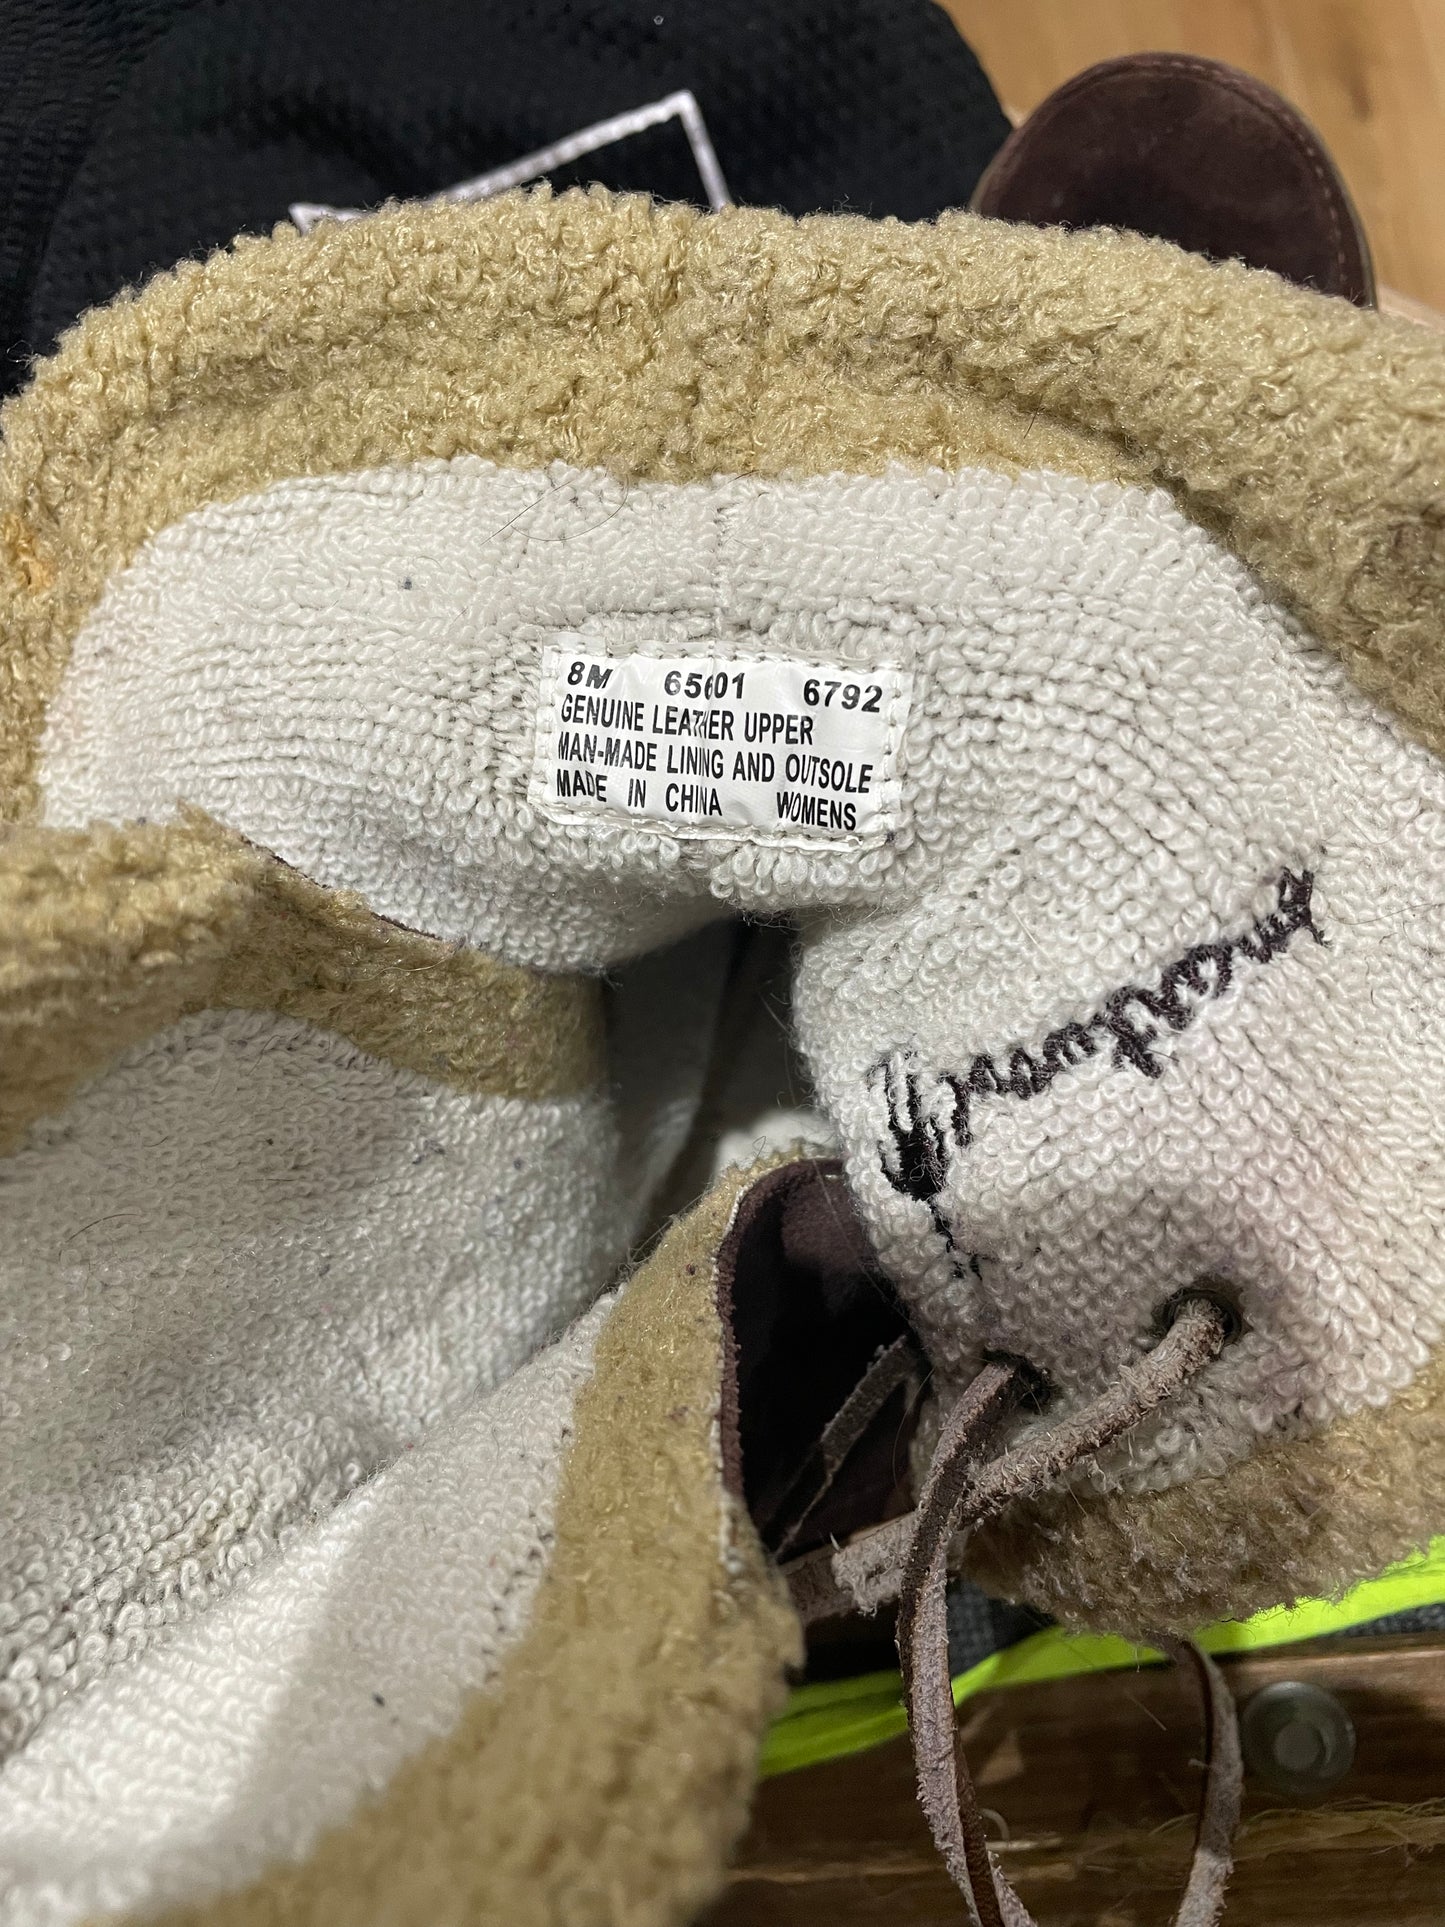 8M 65601 6792
GENUINE LEATHER UPPER
MAN-MADE LINING AND OUTSOLE
MADE IN CHINA WOMENS